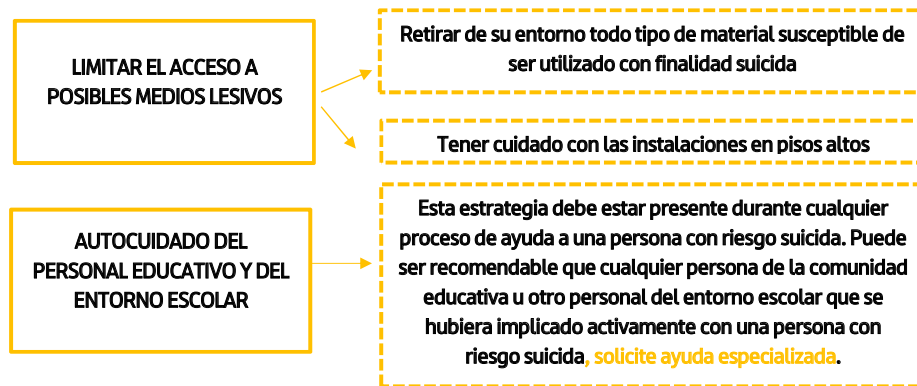 LIMITAR EL ACCESO A
POSIBLES MEDIOS LESIVOS
Retirar de su entorno todo tipo de material susceptible de
ser utilizado con finalidad suicida
Tener cuidado con las instalaciones en pisos altos
AUTOCUIDADO DEL
PERSONAL EDUCATIVO Y DEL
ENTORNO ESCOLAR
Esta estrategia debe estar presente durante cualquier
proceso de ayuda a una persona con riesgo suicida. Puede
ser recomendable que cualquier persona de la comunidad
educativa u otro personal del entorno escolar que se
hubiera implicado activamente con una persona con
riesgo suicida, solicite ayuda especializada.